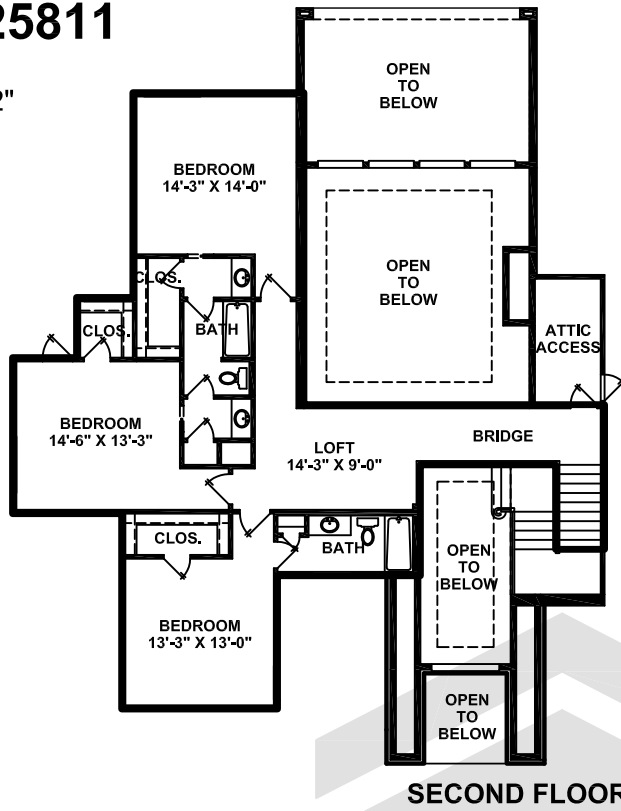 25811
2"
OPEN
TO
BELOW
BEDROOM
14'-3" X 14'-0"
OPEN
TO
BELOW
CLOS.
CLOS.
BATH
ATTIC
ACCESS
BEDROOM
14'-6" X 13'-3"
LOFT
14'-3" X 9'-0"
BRIDGE
CLOS.
BATH
OPEN
TO
BELOW
BEDROOM
13'-3" X 13'-0"
OPEN
TO
BELOW
SECOND FLOOR